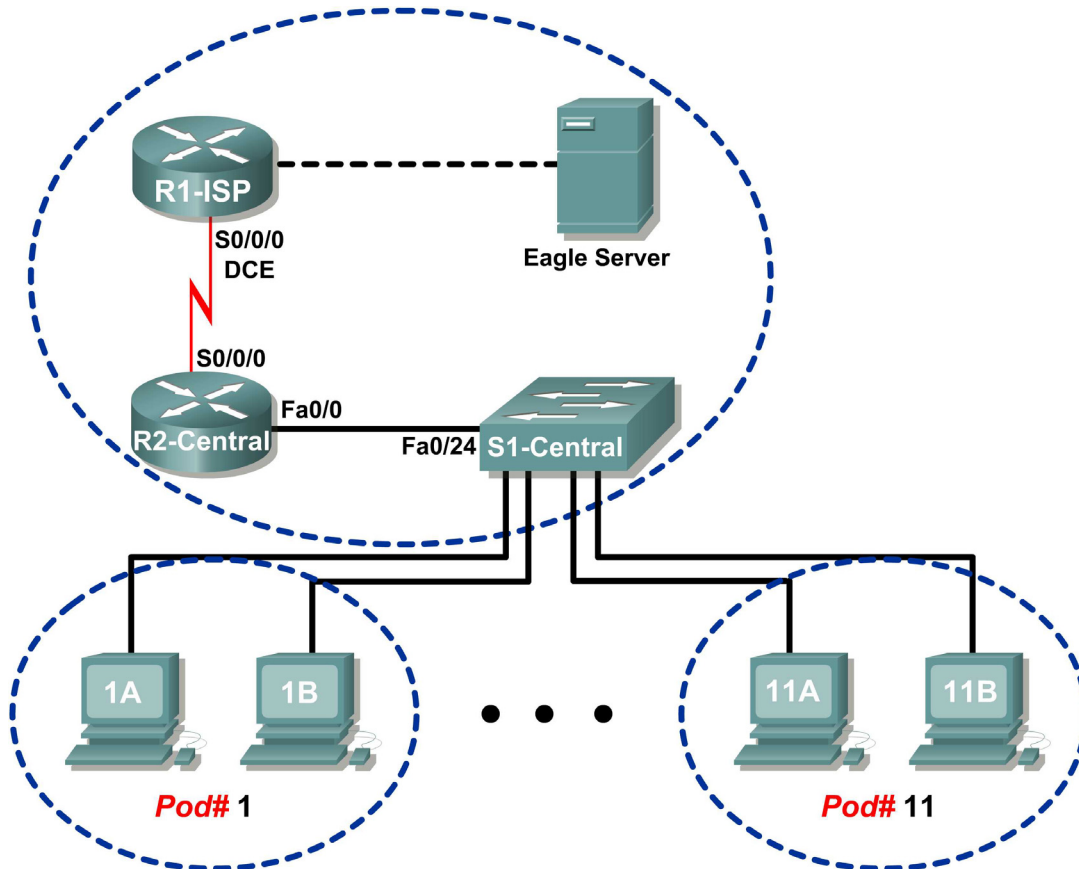 R1-ISP
S0/0/0
DCE
Eagle Server
S0/0/0
R2-Central
Fa0/0
Fa0/24
S1-Central
1A
1B
11A
11B
Pod# 1
Pod# 11